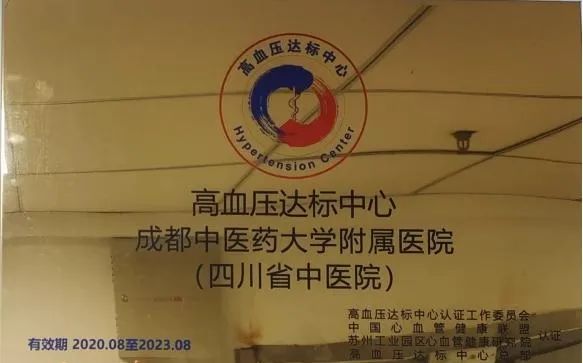 高血压达标中心
Hypertension Center
高血压达标中心
成都中医药大学附属医院
(四川省中医院)
高血压达标中心认证工作委员会
中国心血管健康联盟
苏州工业园区心血管健康研究院
高血压达标中心总部
认证
有效期 2020.08至2023.08